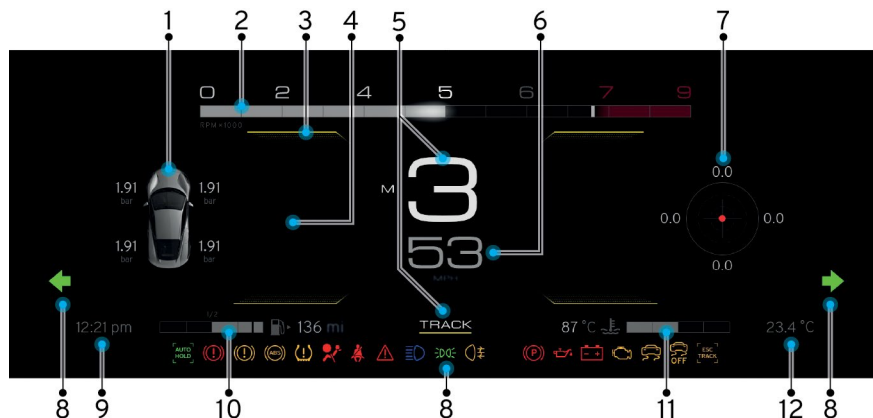 1 2 3 4 5 6 7
0 2 4 5 6 7 9
RPM x1000
1.91 bar 1.91 bar
M 3
0.0
0.0 0.0
0.0
1.91 bar 1.91 bar
53
MPH
12:21 pm 1/2 136 mi TRACK 87 °C 23.4 °C
AUTO HOLD ABS OFF ESC TRACK
8 9 10 8 11 12 8